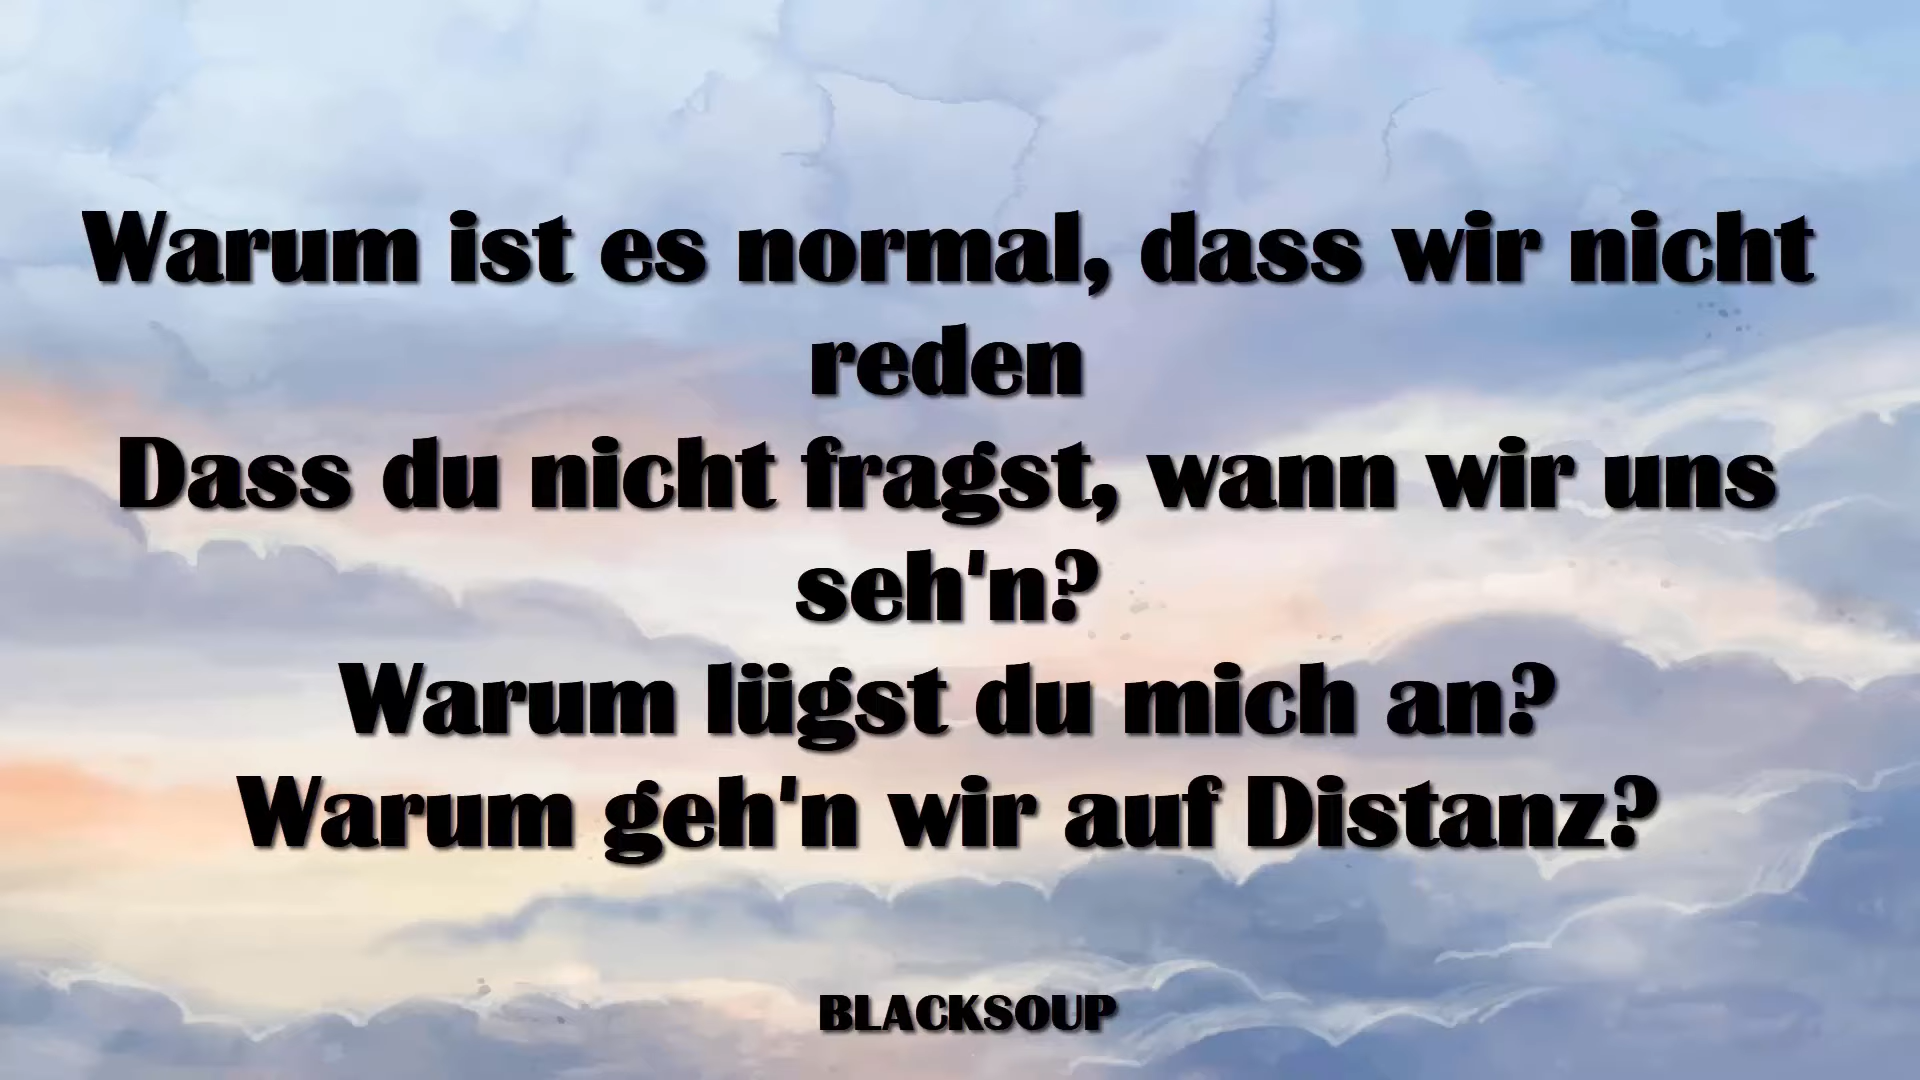 Warum ist es normal, dass wir nicht
reden
Dass du nicht fragst, wann wir uns
seh'n?
Warum lügst du mich an?
Warum geh'n wir auf Distanz?
BLACKSOUP